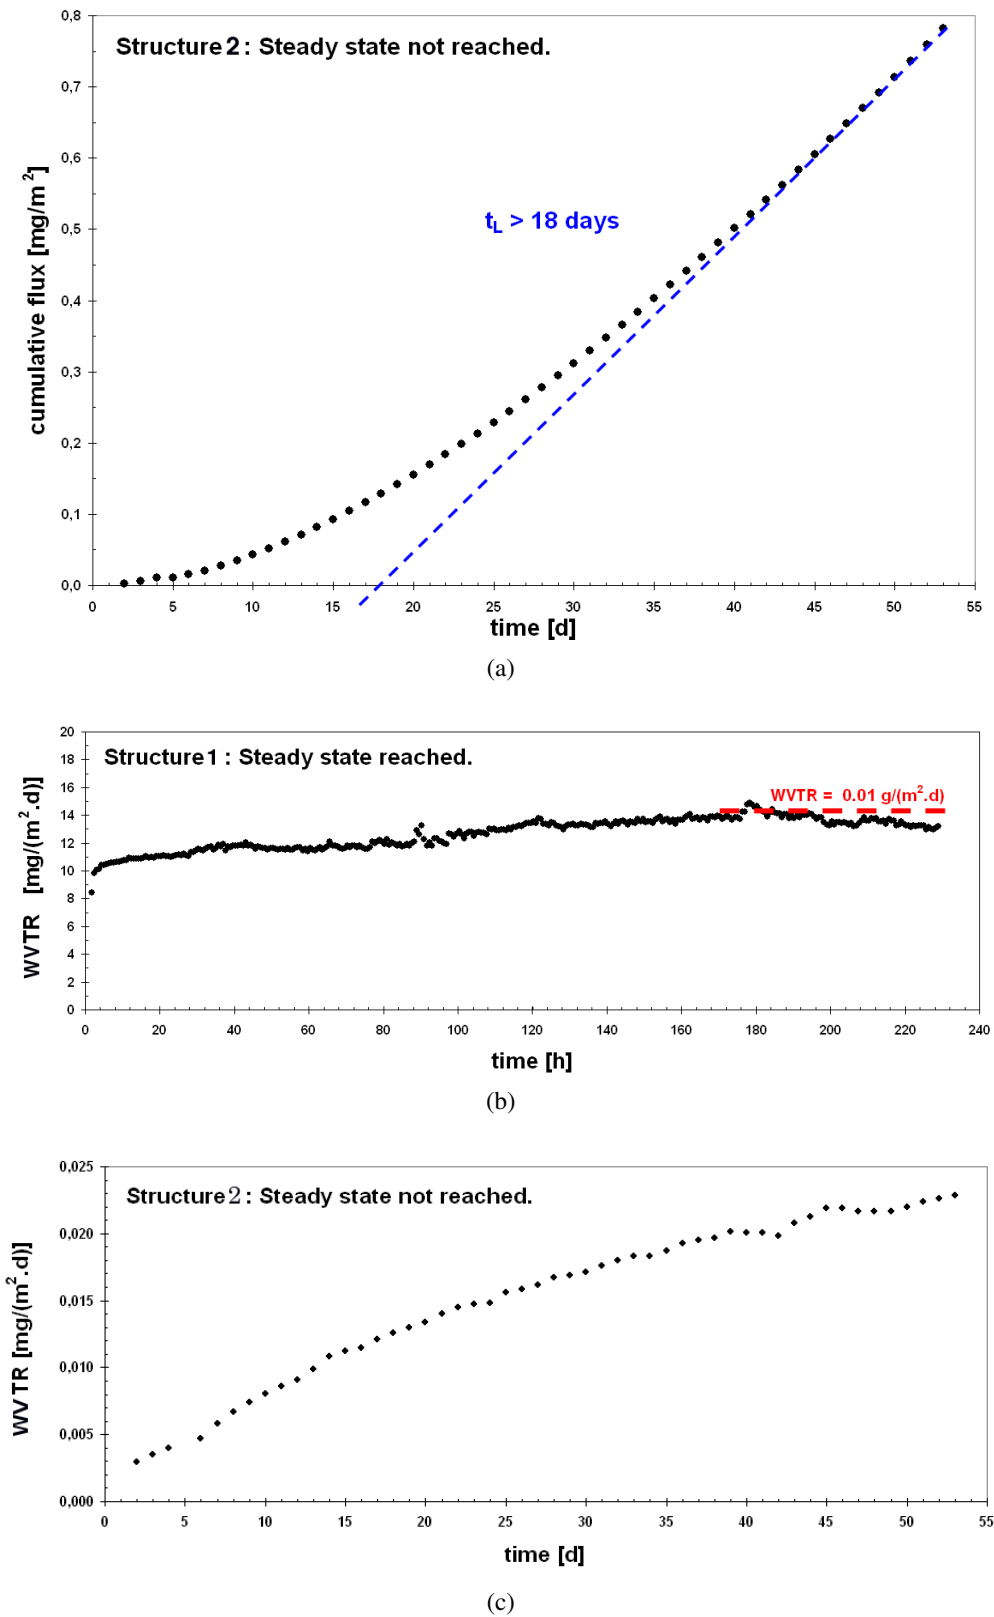 Structure 2 : Steady state not reached.
t_L > 18 days
cumulative flux [mg/m²]
0,8
0,7
0,6
0,5
0,4
0,3
0,2
0,1
0,0
0 5 10 15 20 25 30 35 40 45 50 55
time [d]
(a)
Structure 1 : Steady state reached.
WVTR = 0.01 g/(m².d)
WVTR [mg/(m².d)]
20
18
16
14
12
10
8
6
4
2
0
0 20 40 60 80 100 120 140 160 180 200 220 240
time [h]
(b)
Structure 2 : Steady state not reached.
WVTR [mg/(m².d)]
0,025
0,020
0,015
0,010
0,005
0,000
0 5 10 15 20 25 30 35 40 45 50 55
time [d]
(c)